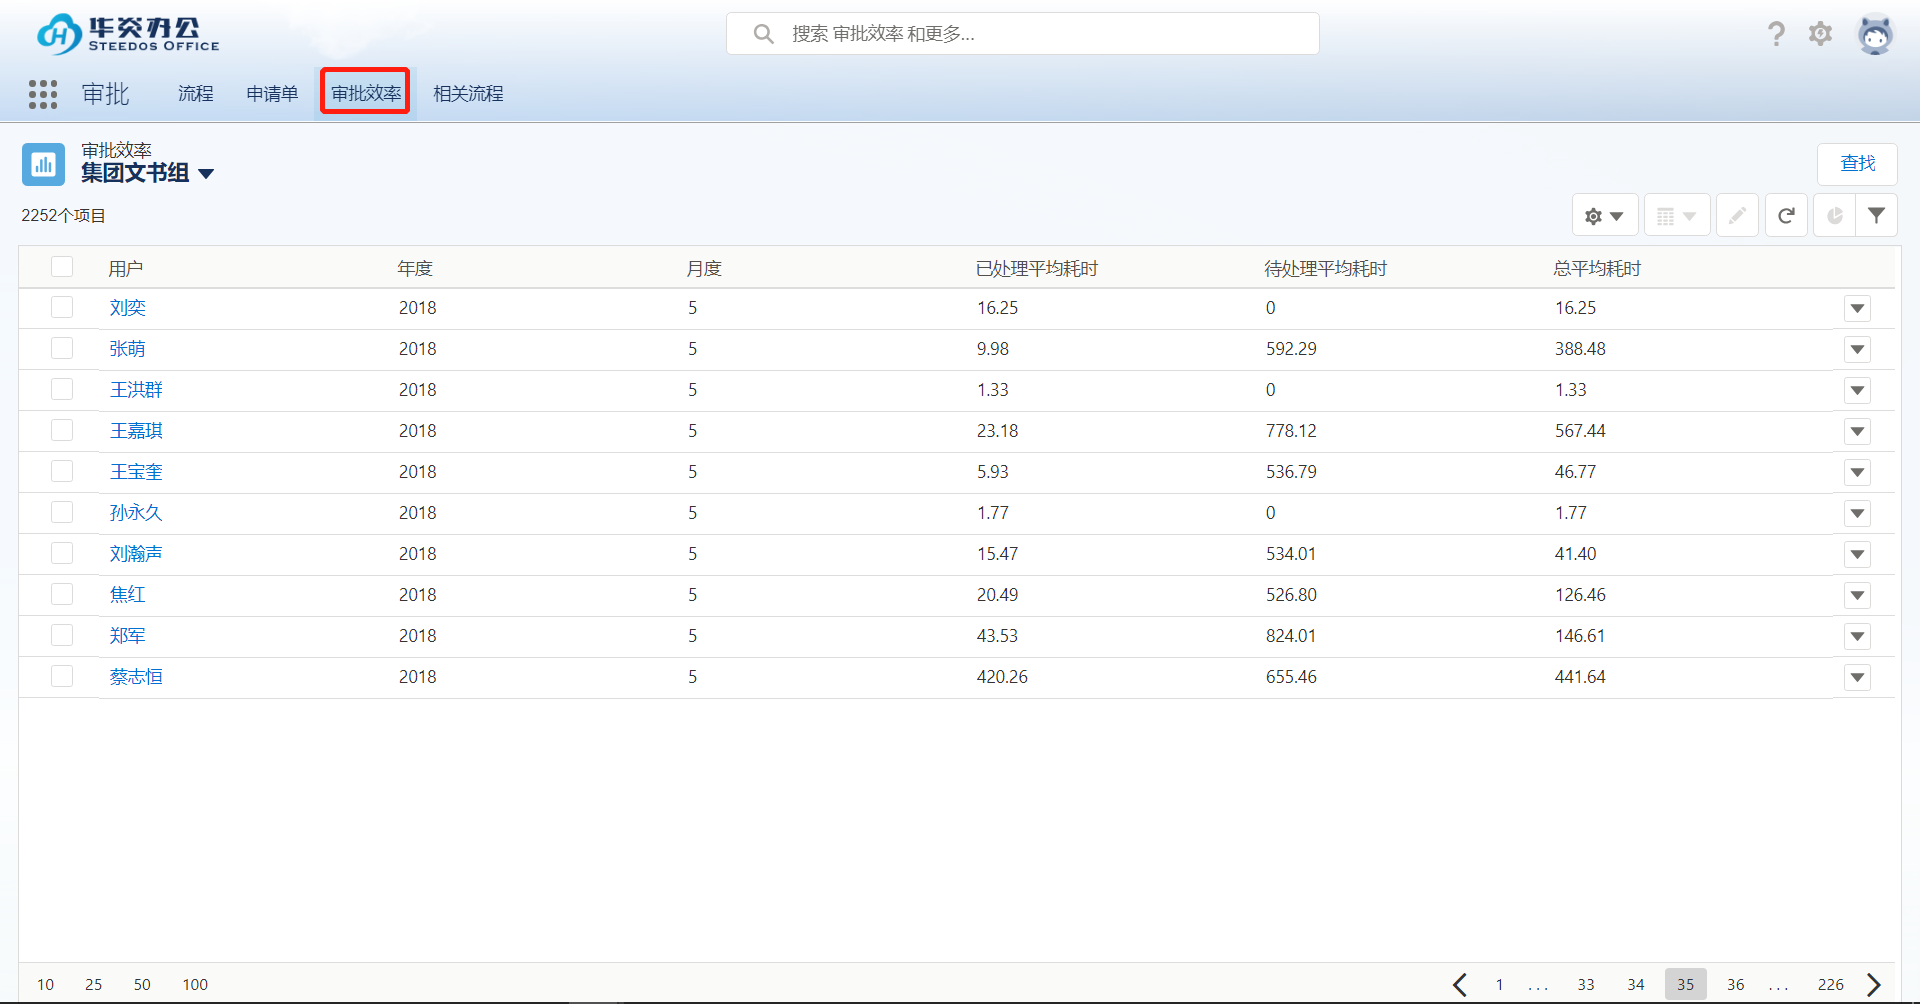 华炎办公
STEEDOS OFFICE
搜索 审批效率 和更多...
审批 流程 申请单 审批效率 相关流程
审批效率
集团文书组
查找
2252个项目
用户 年度 月度 已处理平均耗时 待处理平均耗时 总平均耗时
刘奕 2018 5 16.25 0 16.25
张萌 2018 5 9.98 592.29 388.48
王洪群 2018 5 1.33 0 1.33
王嘉琪 2018 5 23.18 778.12 567.44
王宝奎 2018 5 5.93 536.79 46.77
孙永久 2018 5 1.77 0 1.77
刘瀚声 2018 5 15.47 534.01 41.40
焦红 2018 5 20.49 526.80 126.46
郑军 2018 5 43.53 824.01 146.61
蔡志恒 2018 5 420.26 655.46 441.64
10 25 50 100 1 ... 33 34 35 36 ... 226